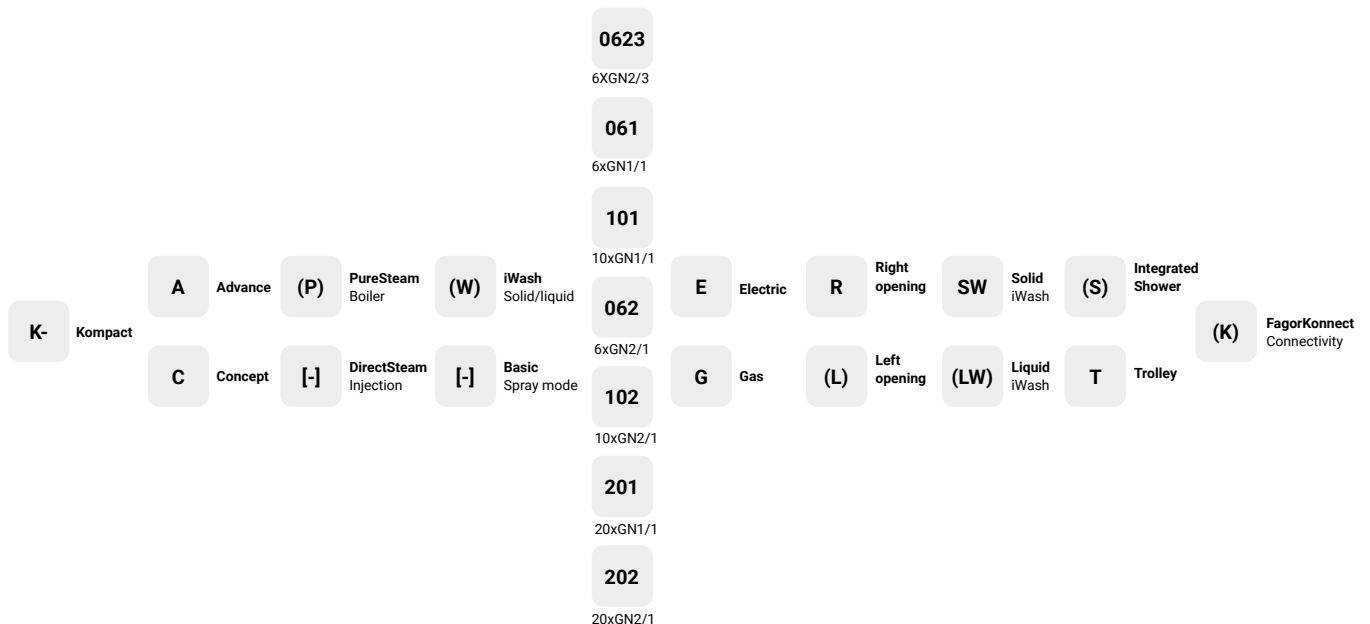 K-
Kompact
A
Advance
C
Concept
(P)
PureSteam
Boiler
[-]
DirectSteam
Injection
(W)
iWash
Solid/liquid
[-]
Basic
Spray mode
0623
6XGN2/3
061
6xGN1/1
101
10xGN1/1
062
6xGN2/1
102
10xGN2/1
201
20xGN1/1
202
20xGN2/1
E
Electric
G
Gas
R
Right
opening
(L)
Left
opening
SW
Solid
iWash
(LW)
Liquid
iWash
(S)
Integrated
Shower
T
Trolley
(K)
FagorKonnect
Connectivity